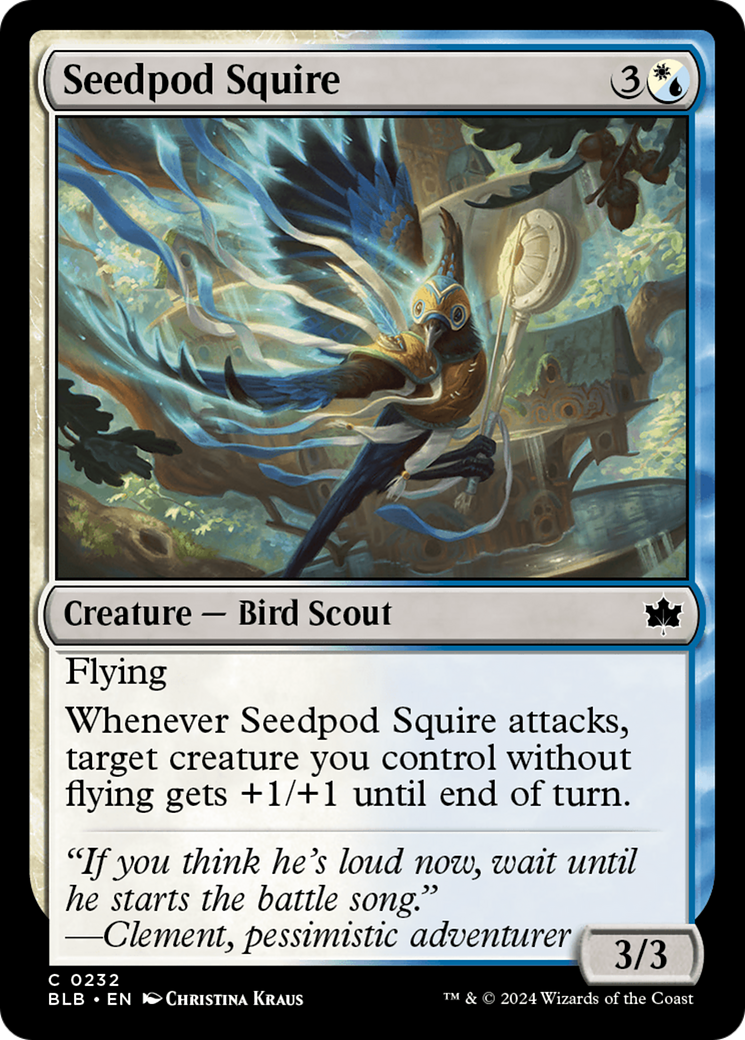 Seedpod Squire 3
Creature — Bird Scout
Flying
Whenever Seedpod Squire attacks,
target creature you control without
flying gets +1/+1 until end of turn.
“If you think he’s loud now, wait until
he starts the battle song.”
—Clement, pessimistic adventurer
3/3
C 0232
BLB • EN Christina Kraus
™ & © 2024 Wizards of the Coast